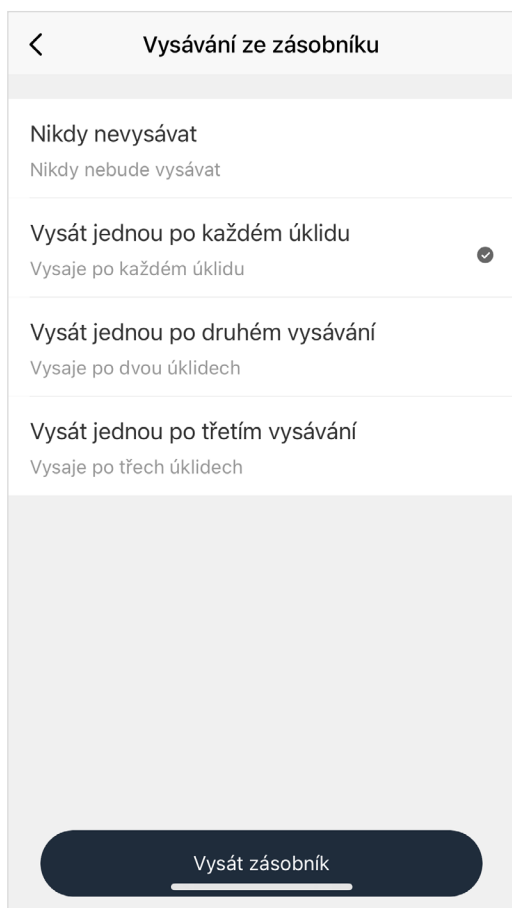 Vysávání ze zásobníku
Nikdy nevysávat
Nikdy nebude vysávat
Vysát jednou po každém úklidu
Vysaje po každém úklidu
Vysát jednou po druhém vysávání
Vysaje po dvou úklidech
Vysát jednou po třetím vysávání
Vysaje po třech úklidech
Vysát zásobník